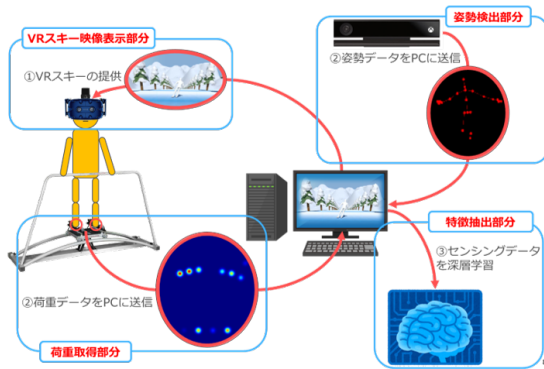 VRスキー映像表示部分
①VRスキーの提供
姿勢検出部分
②姿勢データをPCに送信
特徴抽出部分
③センシングデータ
を深層学習
②荷重データをPCに送信
荷重取得部分